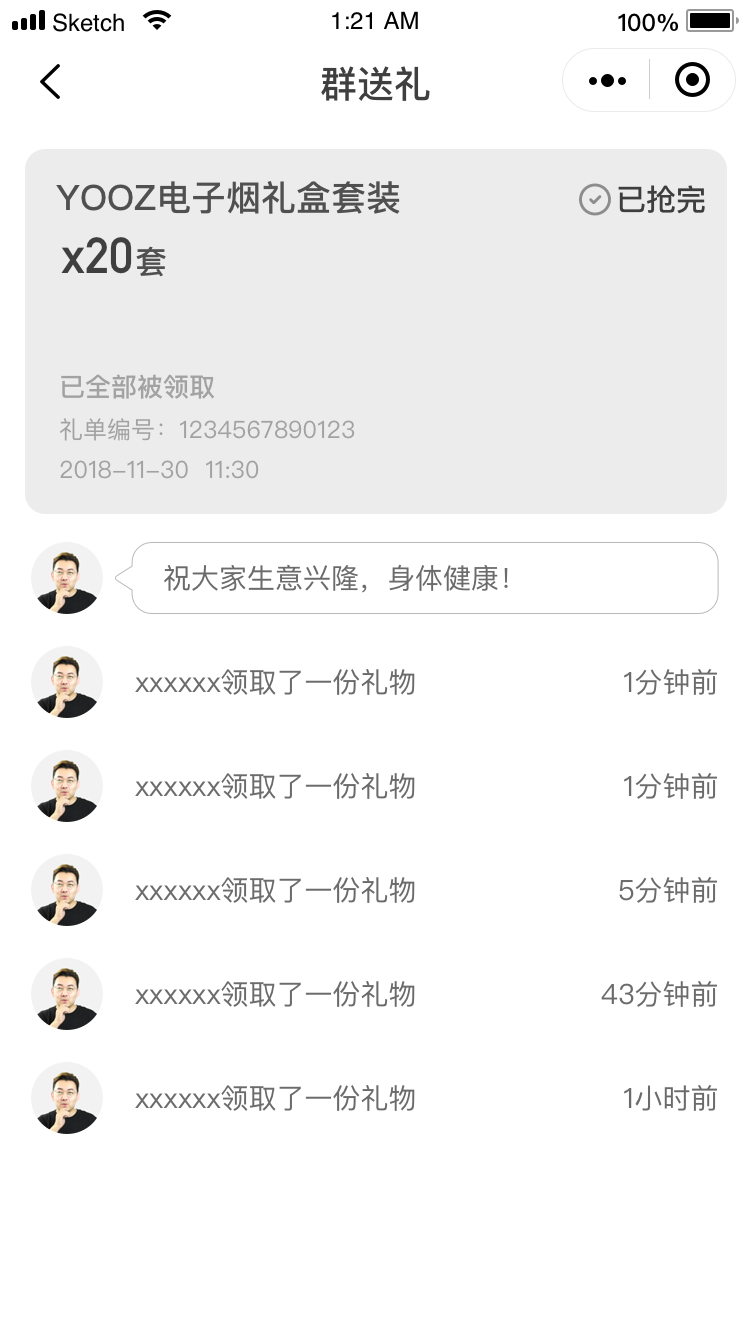 Sketch 1:21 AM 100%
群送礼
YOOZ电子烟礼盒套装 已抢完
x20套
已全部被领取
礼单编号：1234567890123
2018-11-30 11:30
祝大家生意兴隆，身体健康！
xxxxxx领取了一份礼物 1分钟前
xxxxxx领取了一份礼物 1分钟前
xxxxxx领取了一份礼物 5分钟前
xxxxxx领取了一份礼物 43分钟前
xxxxxx领取了一份礼物 1小时前